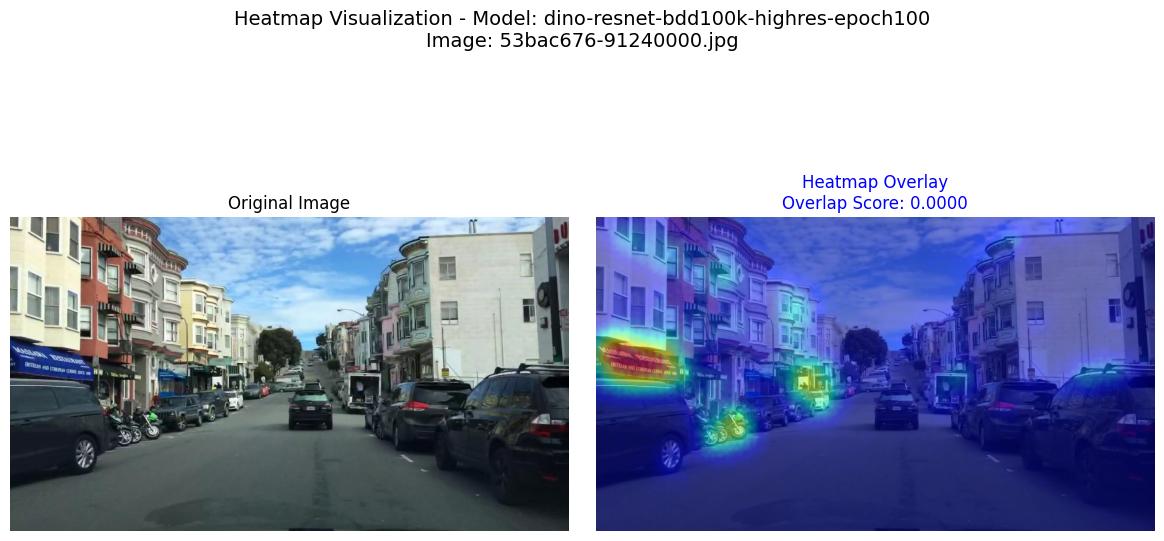 Heatmap Visualization - Model: dino-resnet-bdd100k-highres-epoch100
Image: 53bac676-91240000.jpg
Original Image
Heatmap Overlay
Overlap Score: 0.0000